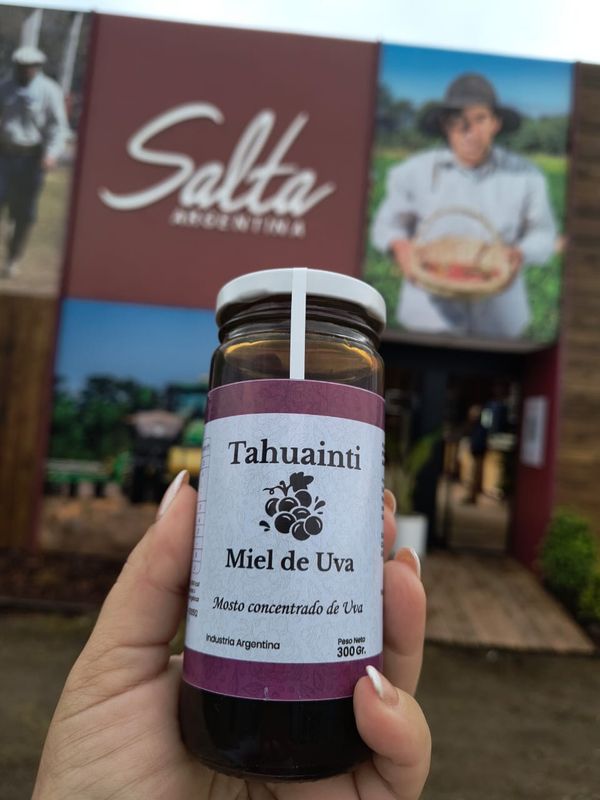 Salta
ARGENTINA
Tahuainti
Miel de Uva
Mosto concentrado de Uva
Industria Argentina
Peso Neto
300 Gr.